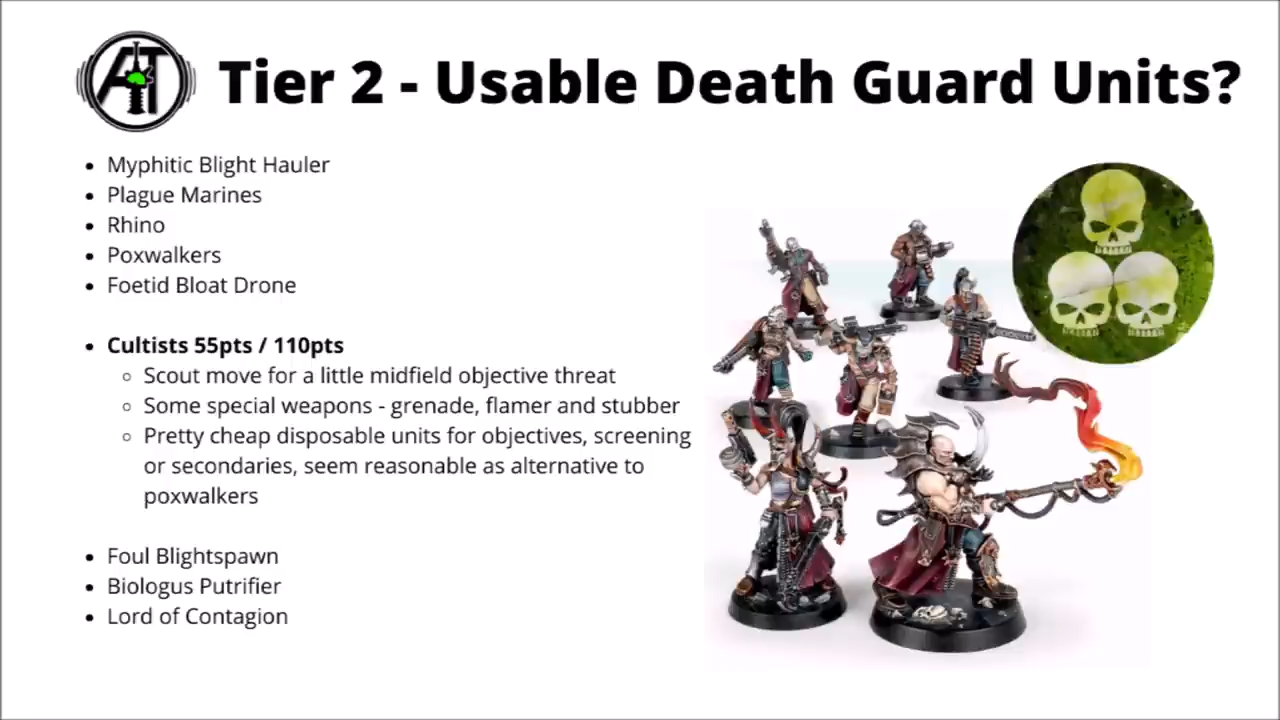 AT
Tier 2 - Usable Death Guard Units?
Myphitic Blight Hauler
Plague Marines
Rhino
Poxwalkers
Foetid Bloat Drone
Cultists 55pts / 110pts
Scout move for a little midfield objective threat
Some special weapons - grenade, flamer and stubber
Pretty cheap disposable units for objectives, screening
or secondaries, seem reasonable as alternative to
poxwalkers
Foul Blightspawn
Biologus Putrifier
Lord of Contagion